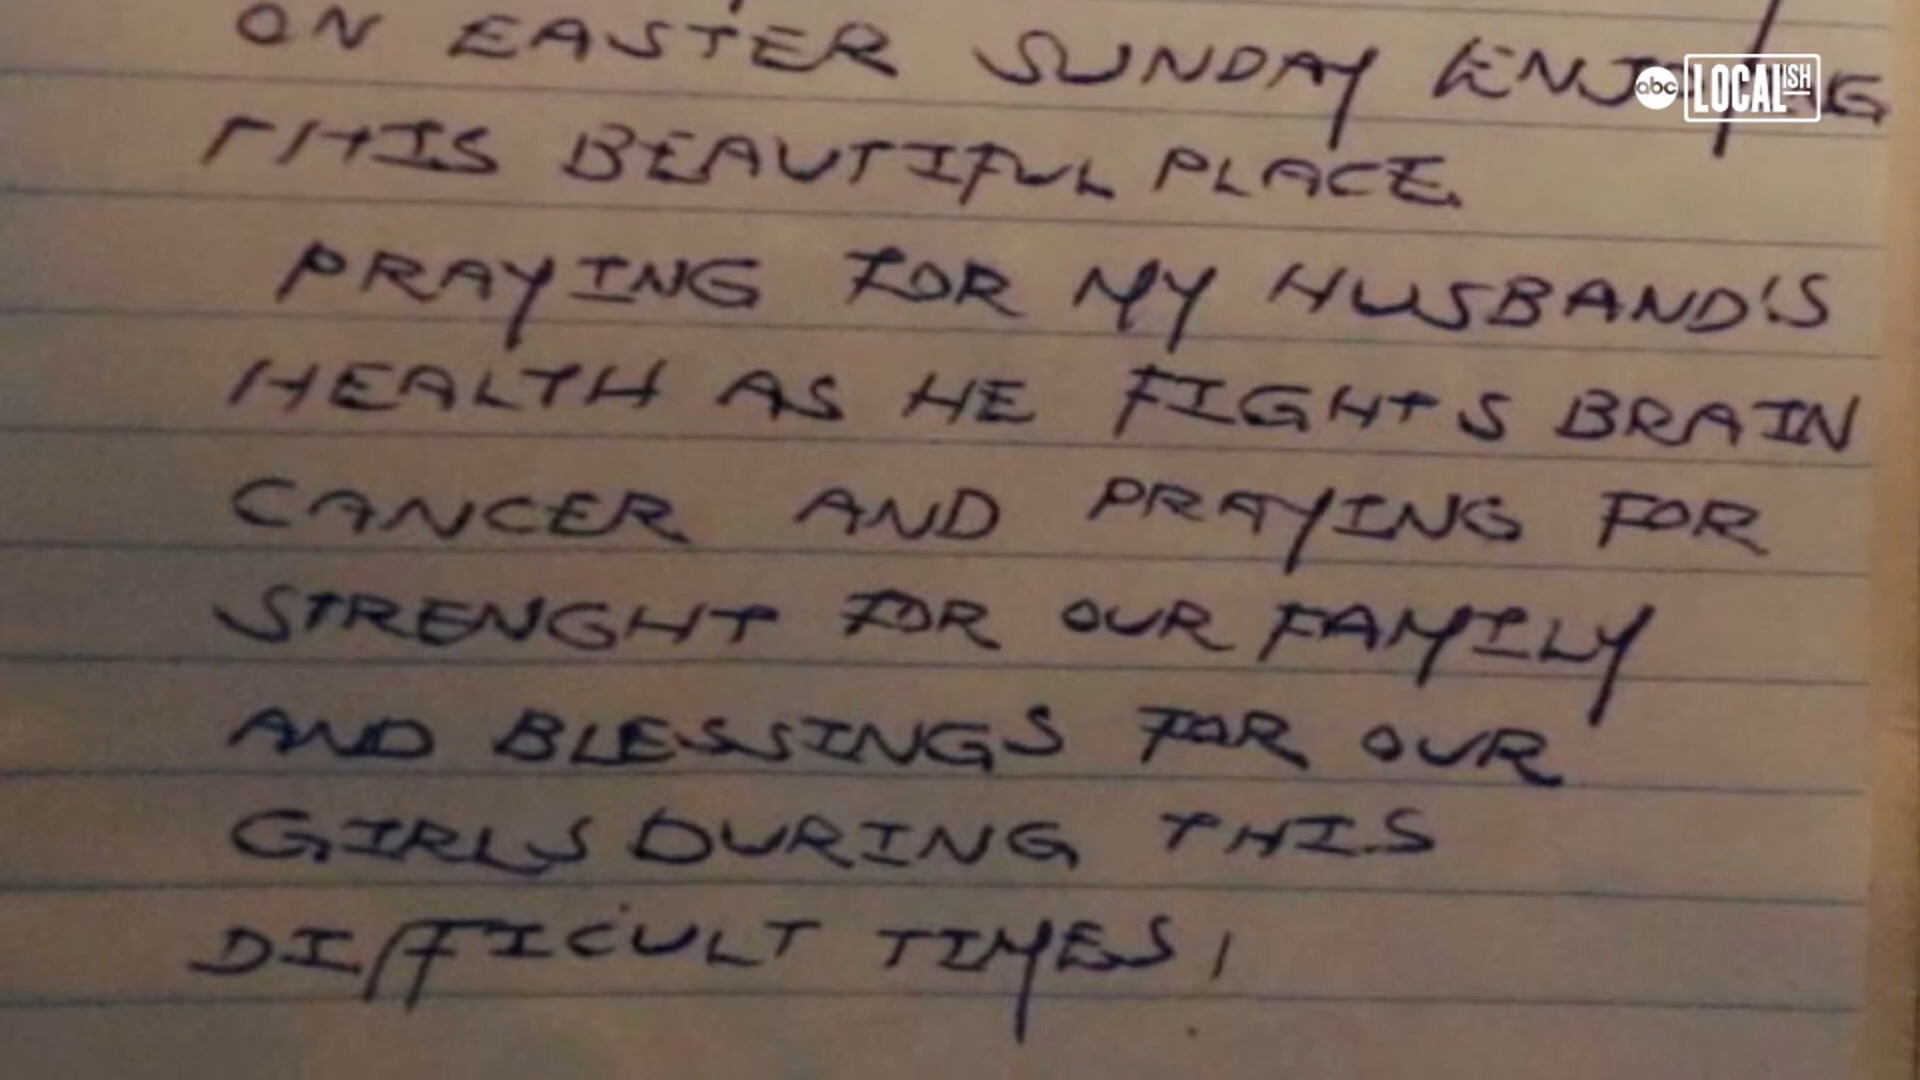 ON EASTER SUNDAY ENJOYING
THIS BEAUTIFUL PLACE
PRAYING FOR MY HUSBAND'S
HEALTH AS HE FIGHTS BRAIN
CANCER AND PRAYING FOR
STRENGHT FOR OUR FAMILY
AND BLESSINGS FOR OUR
GIRLS DURING THIS
DIFFICULT TIMES!
abc LOCALISH